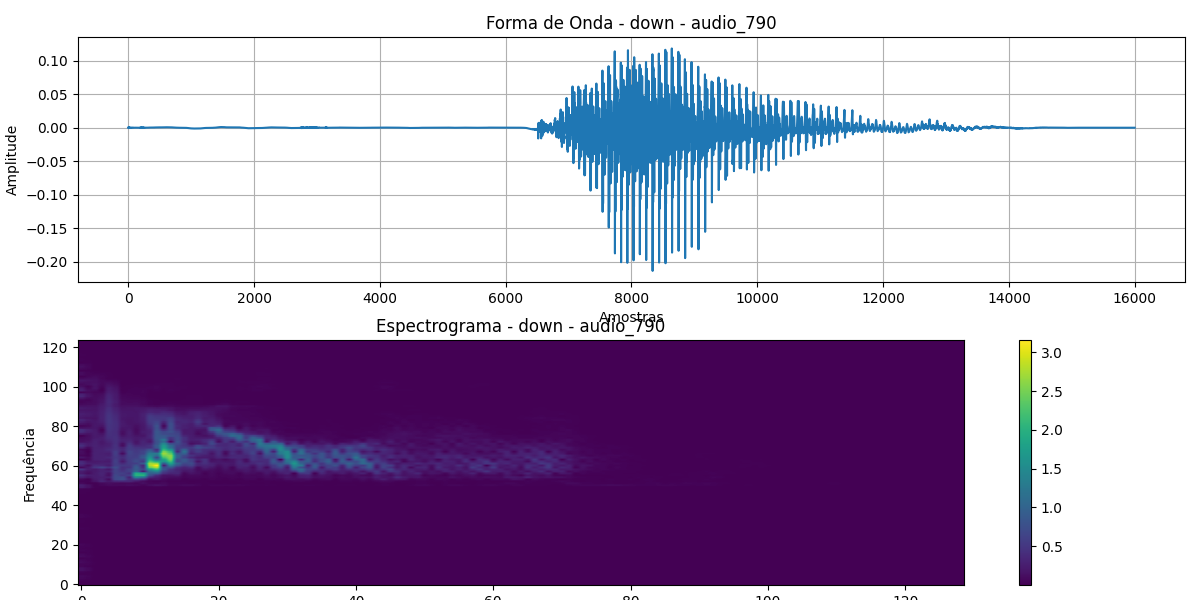 Forma de Onda - down - audio_790
0.10
0.05
0.00
−0.05
−0.10
−0.15
−0.20
Amplitude
0 2000 4000 6000 8000 10000 12000 14000 16000
Amostras
Espectrograma - down - audio_790
120
100
80
60
40
20
0
Frequência
0 20 40 60 80 100 120
3.0
2.5
2.0
1.5
1.0
0.5